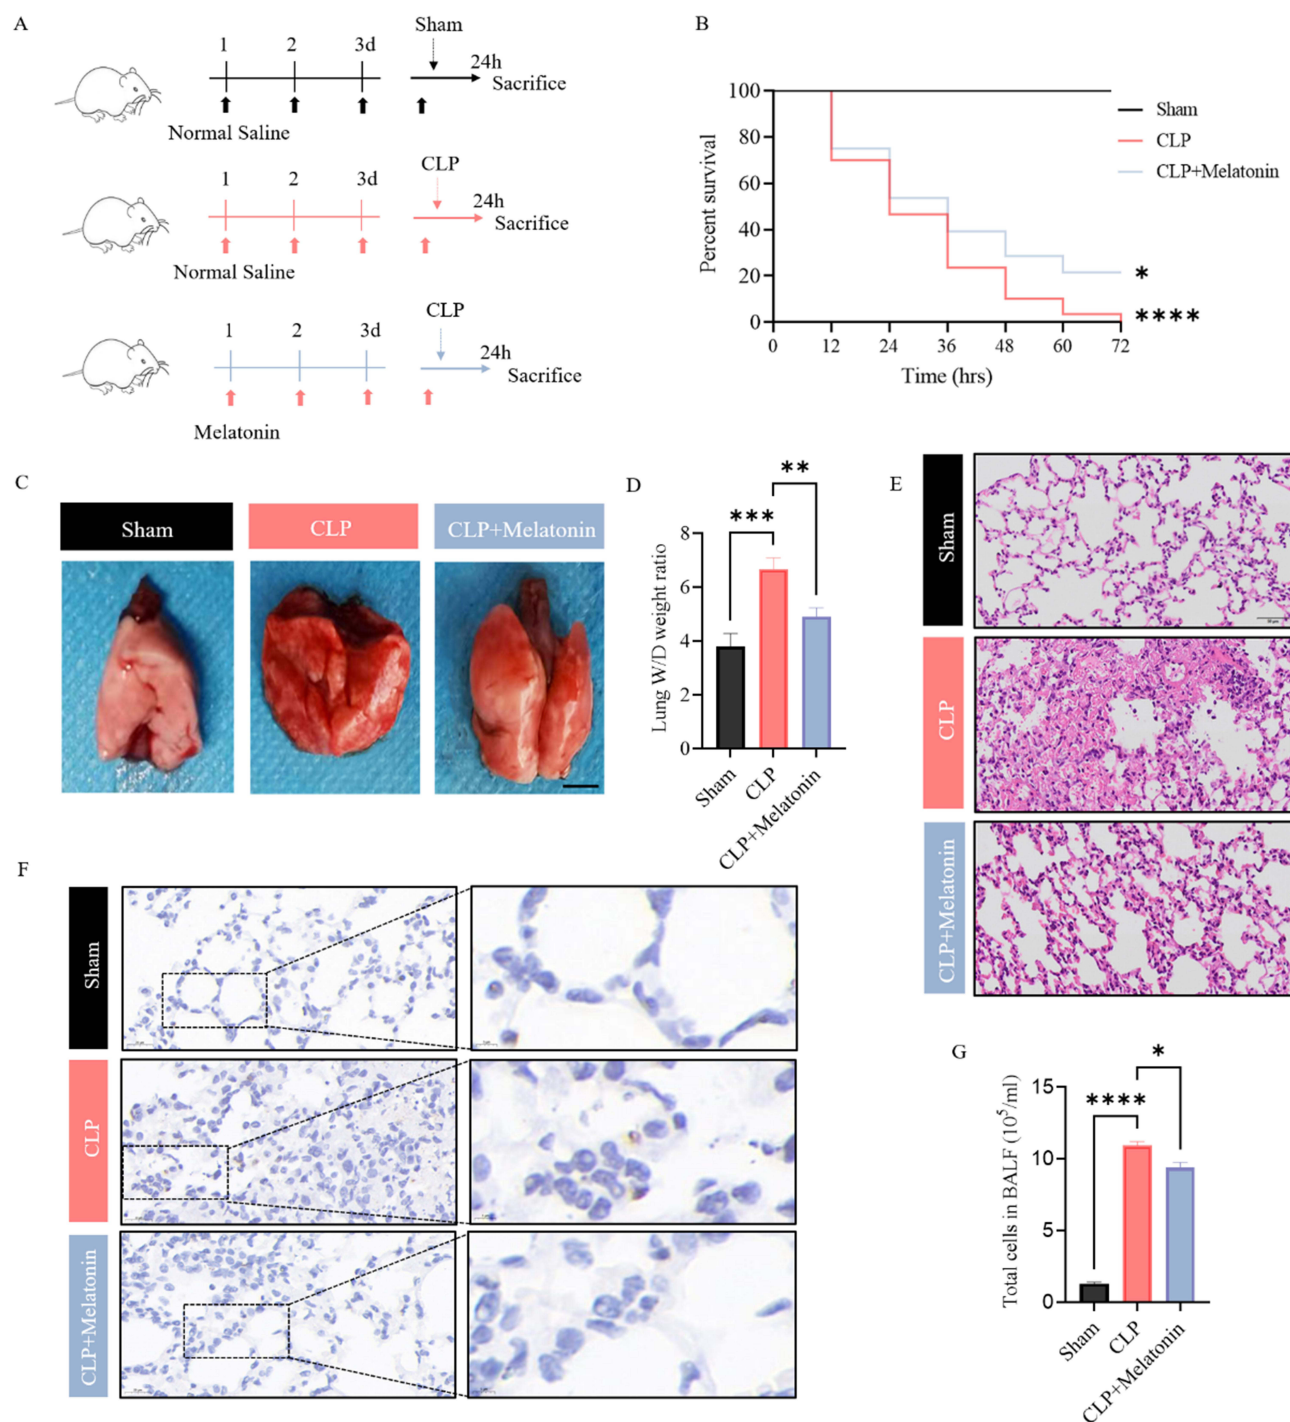 A
Sham
1 2 3d
24h
Sacrifice
Normal Saline
CLP
1 2 3d
24h
Sacrifice
Normal Saline
CLP
1 2 3d
24h
Sacrifice
Melatonin
B
Percent survival
100
80
60
40
20
0
0 12 24 36 48 60 72
Time (hrs)
Sham
CLP
CLP+Melatonin
*
****
C
Sham CLP CLP+Melatonin
D
Lung W/D weight ratio
8
6
4
2
0
***
**
Sham
CLP
CLP+Melatonin
E
Sham
CLP
CLP+Melatonin
F
Sham
CLP
CLP+Melatonin
G
Total cells in BALF (10⁵/ml)
15
10
5
0
****
*
Sham
CLP
CLP+Melatonin